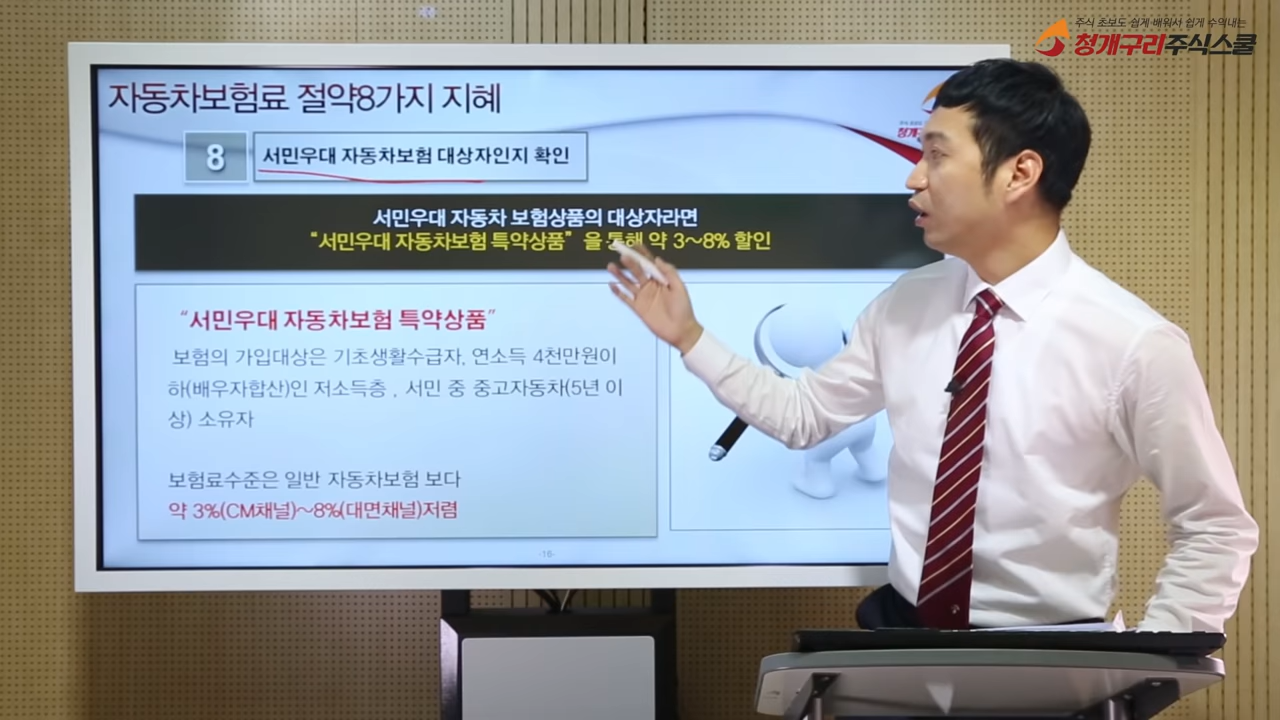 주식 초보도 쉽게 배워서 쉽게 수익내는
청개구리주식스쿨
자동차보험료 절약8가지 지혜
8
서민우대 자동차보험 대상자인지 확인
서민우대 자동차 보험상품의 대상자라면
“서민우대 자동차보험 특약상품” 을 통해 약 3~8% 할인
“서민우대 자동차보험 특약상품”
보험의 가입대상은 기초생활수급자, 연소득 4천만원이
하(배우자합산)인 저소득층 , 서민 중 중고자동차(5년 이
상) 소유자
보험료수준은 일반 자동차보험 보다
약 3%(CM채널)~8%(대면채널)저렴
-16-